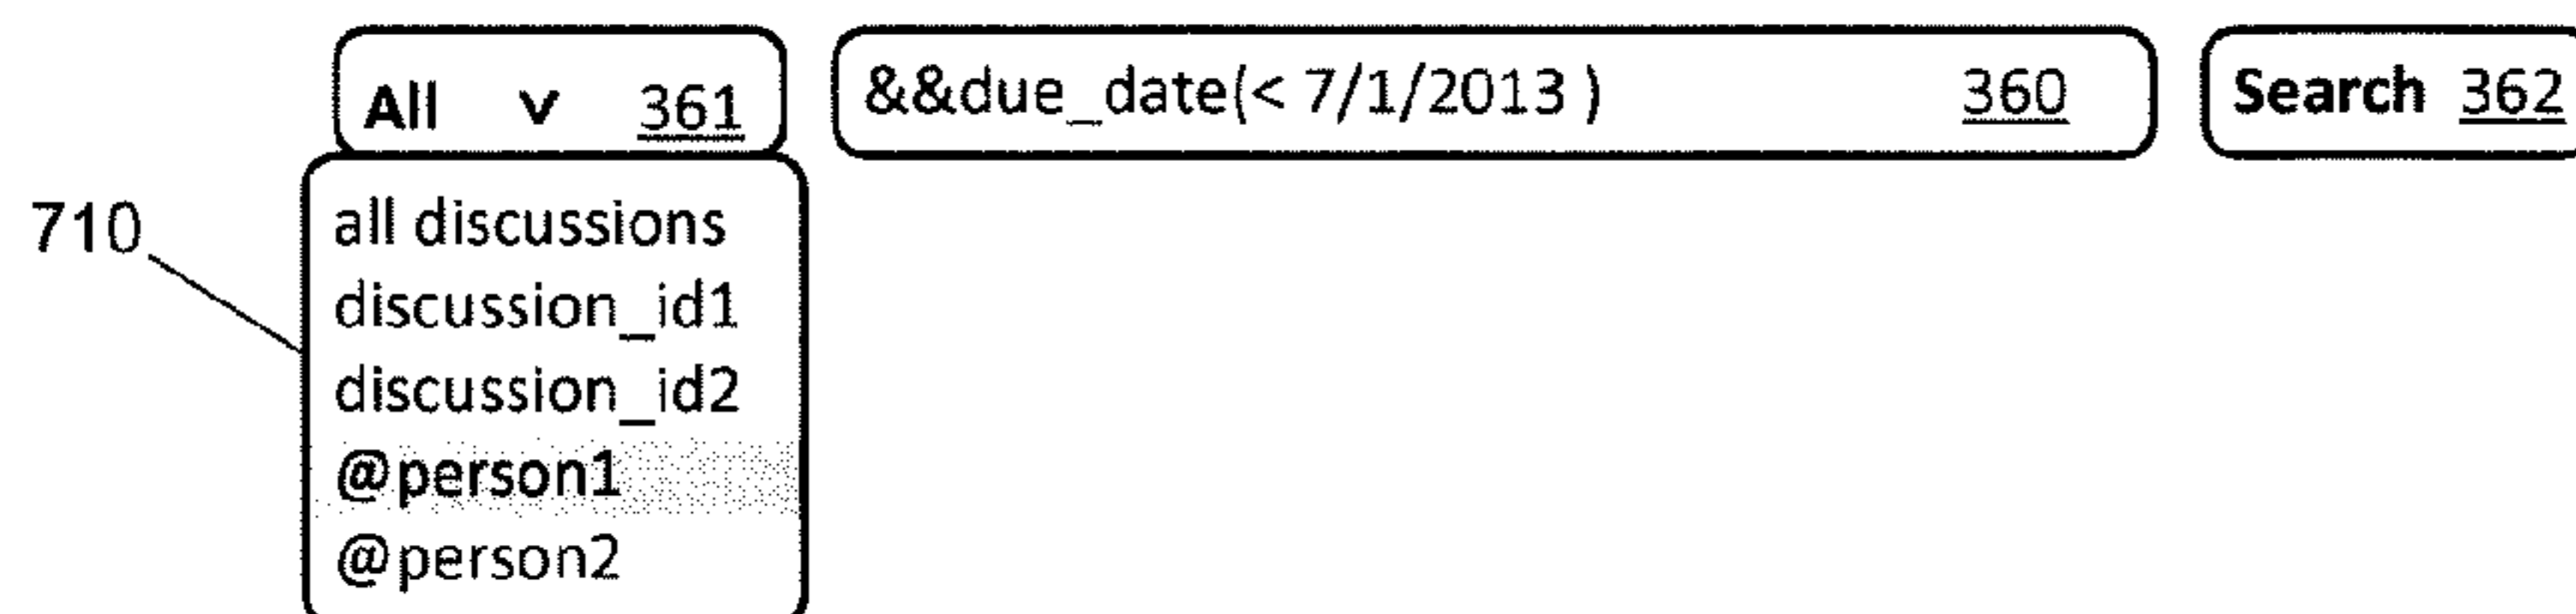 All v 361 &&due_date(< 7/1/2013 ) 360 Search 362
710
all discussions
discussion_id1
discussion_id2
@person1
@person2